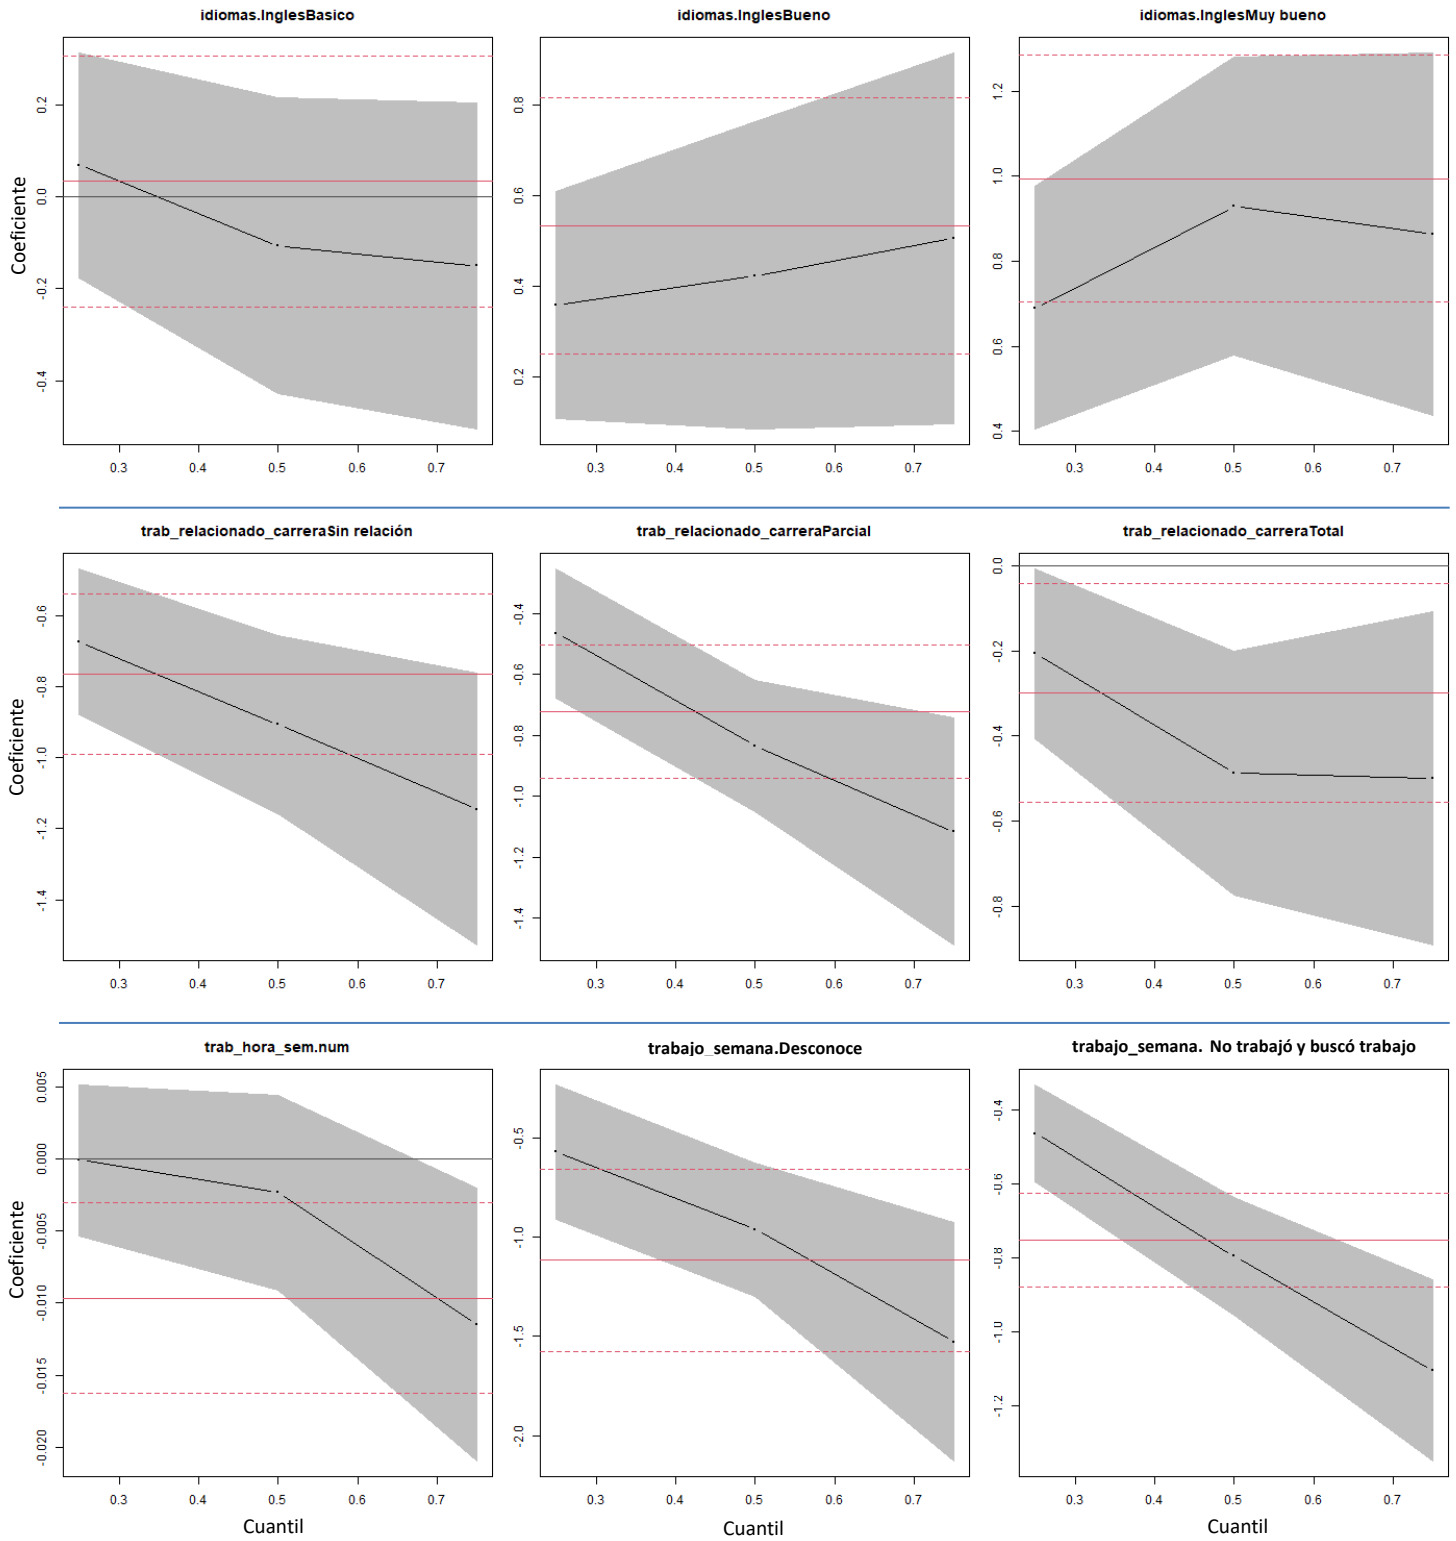 idiomas.InglesBasico
idiomas.InglesBueno
idiomas.InglesMuy bueno
Coeficiente
0.2
0.0
-0.2
-0.4
0.3 0.4 0.5 0.6 0.7
0.8
0.6
0.4
0.2
0.3 0.4 0.5 0.6 0.7
1.2
1.0
0.8
0.6
0.4
0.3 0.4 0.5 0.6 0.7
trab_relacionado_carreraSin relación
trab_relacionado_carreraParcial
trab_relacionado_carreraTotal
Coeficiente
-0.6
-0.8
-1.0
-1.2
-1.4
0.3 0.4 0.5 0.6 0.7
-0.4
-0.6
-0.8
-1.0
-1.2
-1.4
0.3 0.4 0.5 0.6 0.7
0.0
-0.2
-0.4
-0.6
-0.8
0.3 0.4 0.5 0.6 0.7
trab_hora_sem.num
trabajo_semana.Desconoce
trabajo_semana. No trabajó y buscó trabajo
Coeficiente
0.005
0.000
-0.005
-0.010
-0.015
-0.020
0.3 0.4 0.5 0.6 0.7
Cuantil
-0.5
-1.0
-1.5
-2.0
0.3 0.4 0.5 0.6 0.7
Cuantil
-0.4
-0.6
-0.8
-1.0
-1.2
0.3 0.4 0.5 0.6 0.7
Cuantil